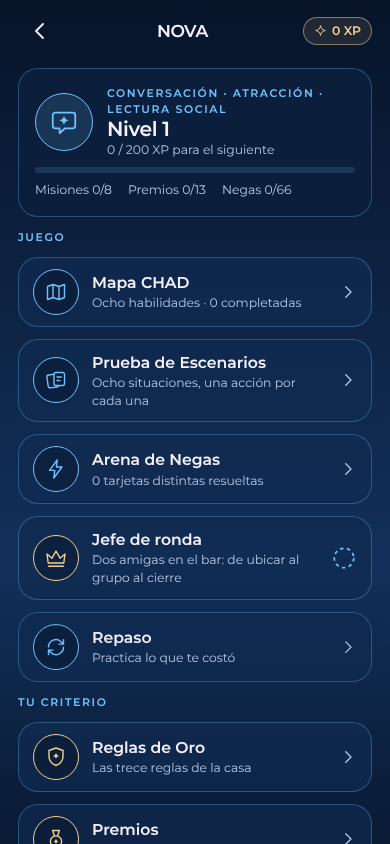 NOVA
0 XP
CONVERSACIÓN · ATRACCIÓN ·
LECTURA SOCIAL
Nivel 1
0 / 200 XP para el siguiente
Misiones 0/8 Premios 0/13 Negas 0/66
JUEGO
Mapa CHAD
Ocho habilidades · 0 completadas
Prueba de Escenarios
Ocho situaciones, una acción por
cada una
Arena de Negas
0 tarjetas distintas resueltas
Jefe de ronda
Dos amigas en el bar: de ubicar al
grupo al cierre
Repaso
Practica lo que te costó
TU CRITERIO
Reglas de Oro
Las trece reglas de la casa
Premios